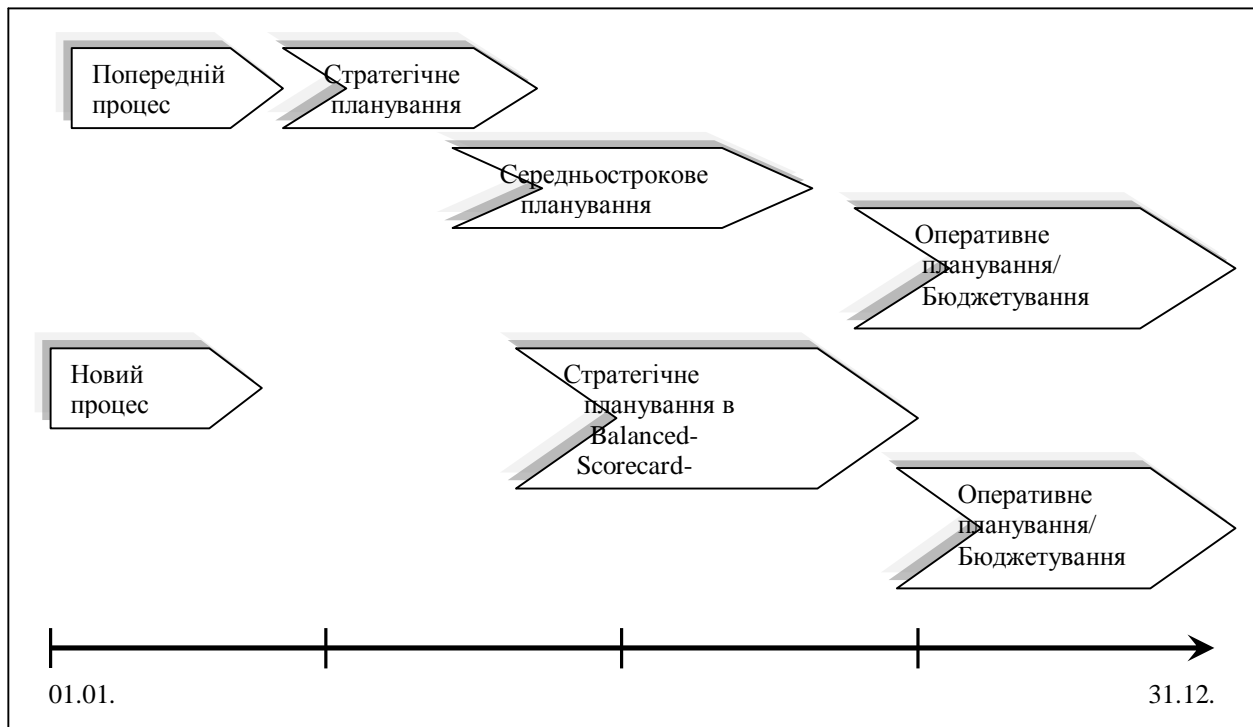 Попередній
процес
Стратегічне
планування
Середньострокове
планування
Оперативне
планування/
Бюджетування
Новий
процес
Стратегічне
планування в
Balanced-
Scorecard-
Оперативне
планування/
Бюджетування
01.01.
31.12.